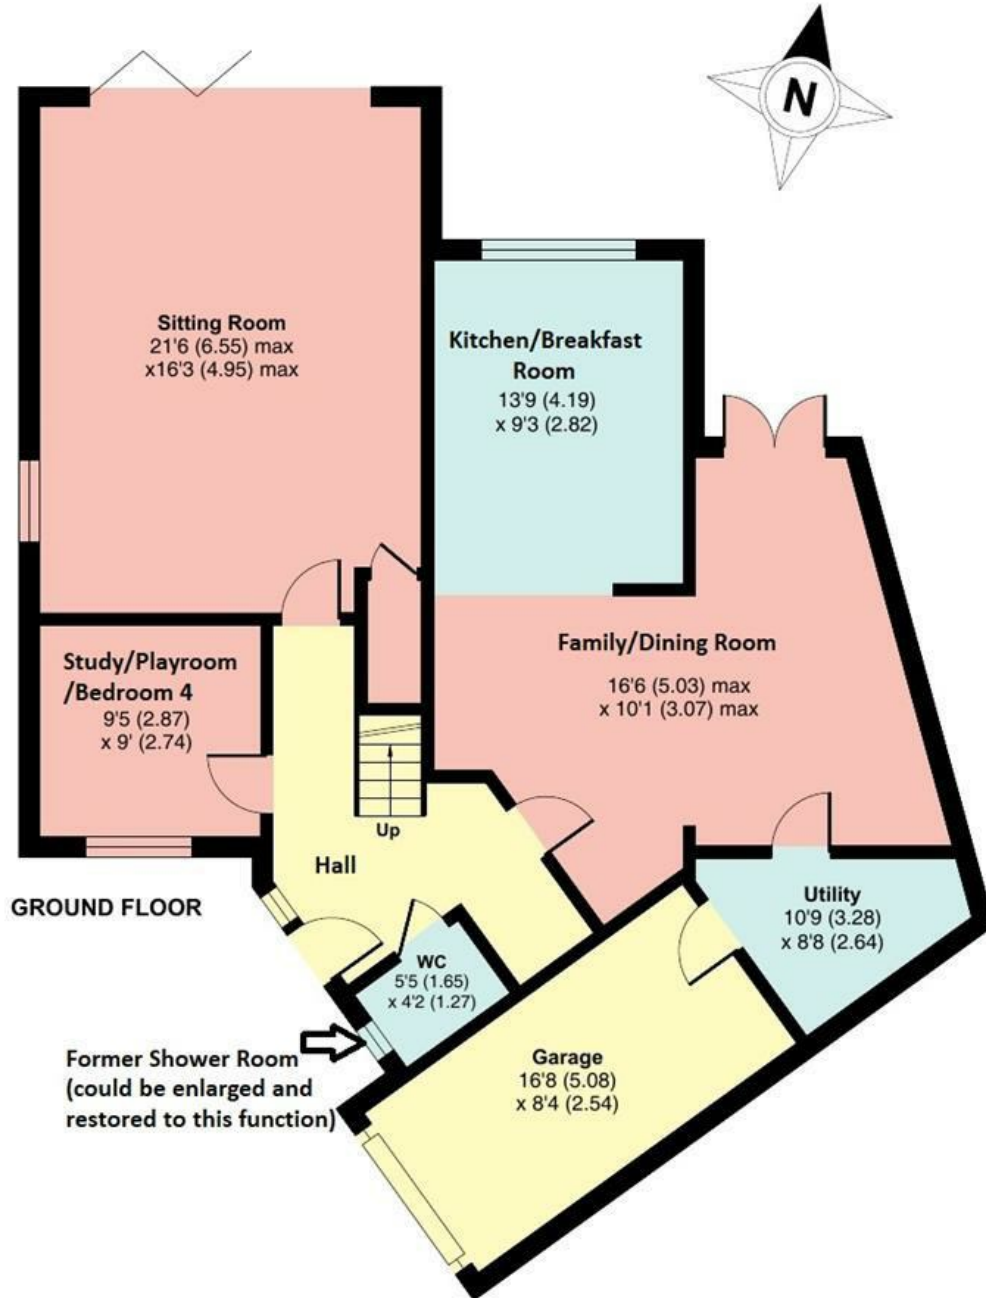 N
Sitting Room
21'6 (6.55) max
x16'3 (4.95) max
Kitchen/Breakfast
Room
13'9 (4.19)
x 9'3 (2.82)
Family/Dining Room
16'6 (5.03) max
x 10'1 (3.07) max
Study/Playroom
/Bedroom 4
9'5 (2.87)
x 9' (2.74)
Up
Hall
GROUND FLOOR
Utility
10'9 (3.28)
x 8'8 (2.64)
WC
5'5 (1.65)
x 4'2 (1.27)
Former Shower Room
(could be enlarged and
restored to this function)
Garage
16'8 (5.08)
x 8'4 (2.54)